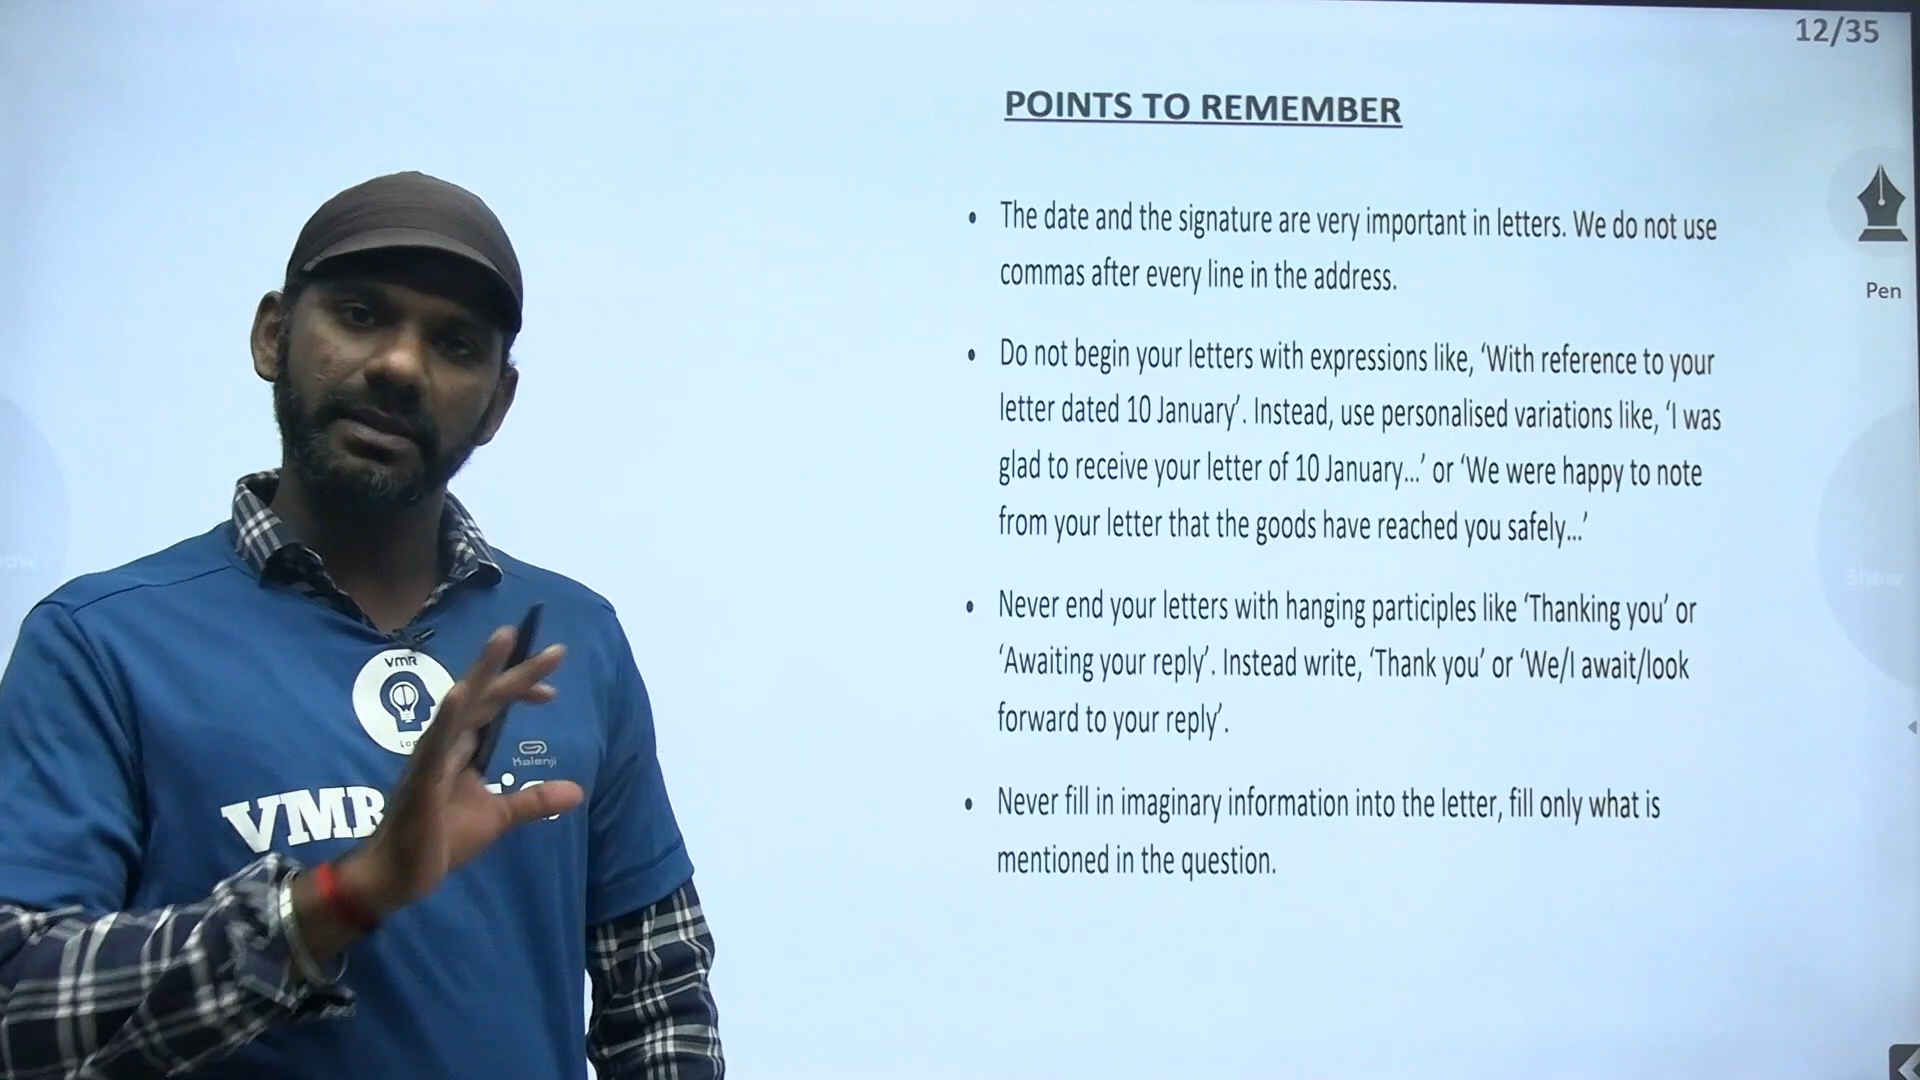 12/35
POINTS TO REMEMBER
• The date and the signature are very important in letters. We do not use
commas after every line in the address.
Pen
• Do not begin your letters with expressions like, ‘With reference to your
letter dated 10 January’. Instead, use personalised variations like, ‘I was
glad to receive your letter of 10 January...’ or ‘We were happy to note
from your letter that the goods have reached you safely...’
Show
• Never end your letters with hanging participles like ‘Thanking you’ or
‘Awaiting your reply’. Instead write, ‘Thank you’ or ‘We/I await/look
forward to your reply’.
• Never fill in imaginary information into the letter, fill only what is
mentioned in the question.
VMR
Kalenji
VMR